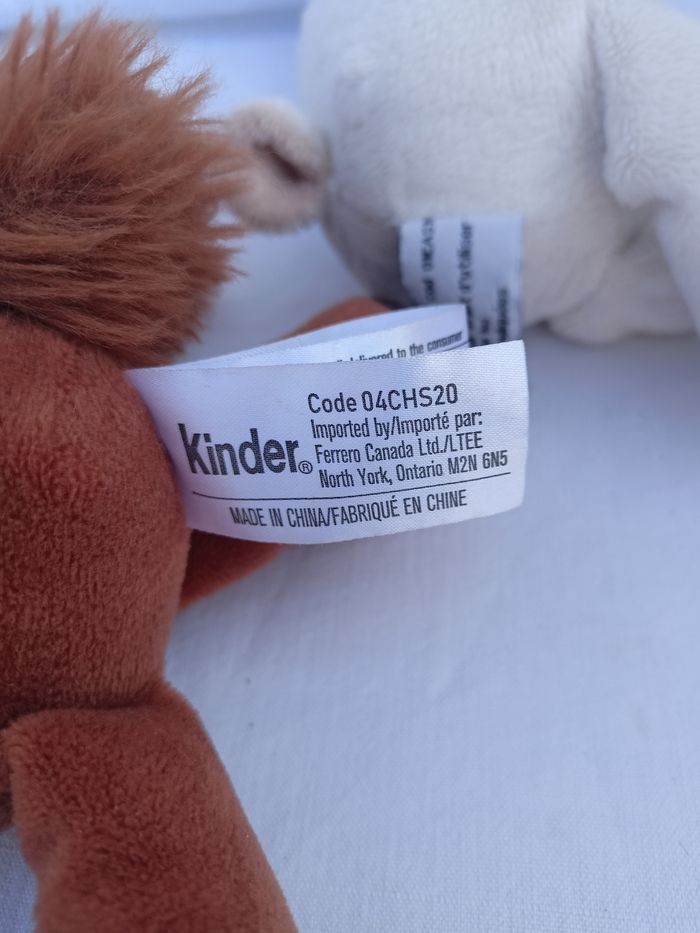 delivered to the consumer
Code 04CHS20
Imported by/Importé par:
kinder® Ferrero Canada Ltd./LTEE
North York, Ontario M2N 6N5
MADE IN CHINA/FABRIQUÉ EN CHINE